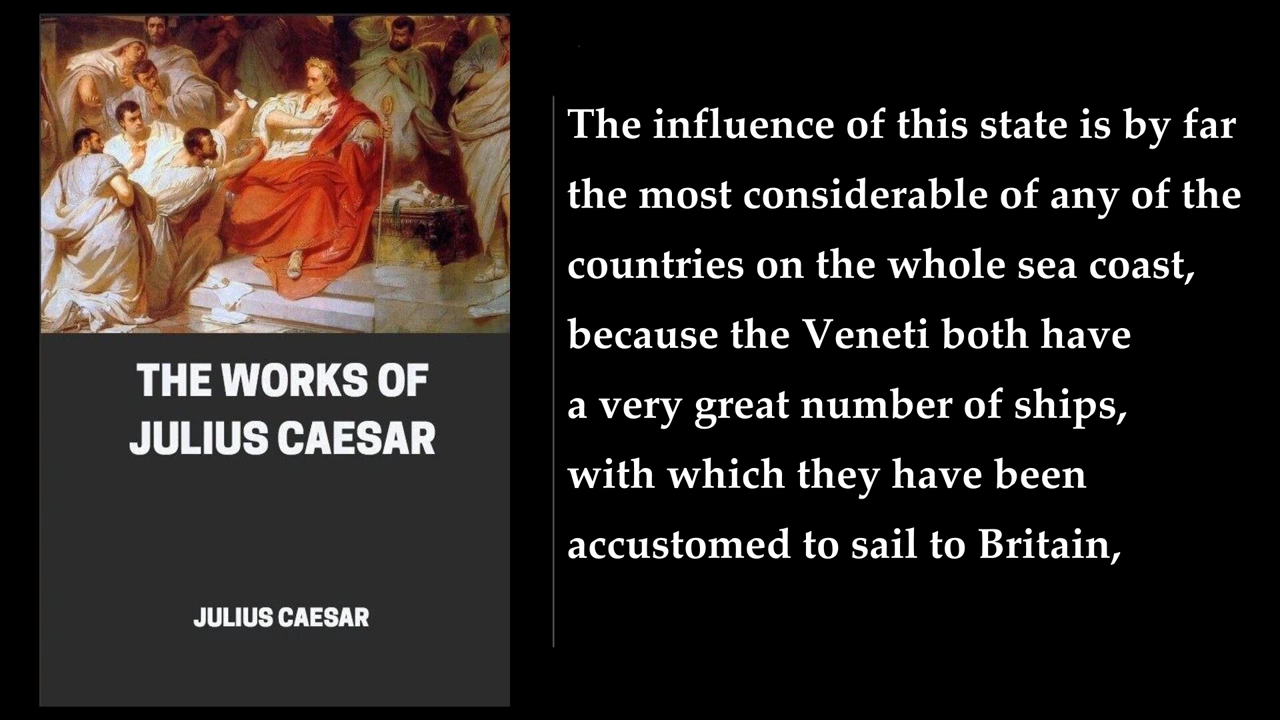 THE WORKS OF
JULIUS CAESAR
JULIUS CAESAR
The influence of this state is by far
the most considerable of any of the
countries on the whole sea coast,
because the Veneti both have
a very great number of ships,
with which they have been
accustomed to sail to Britain,